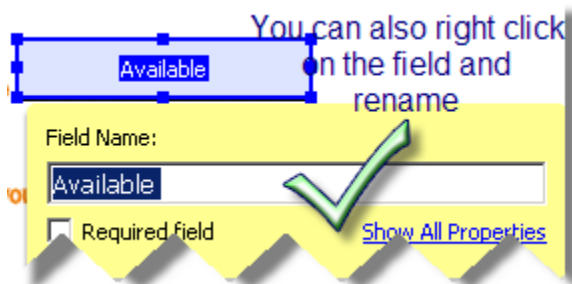 You can also right click
on the field and
rename
Available
Field Name:
Available
Required field
Show All Properties